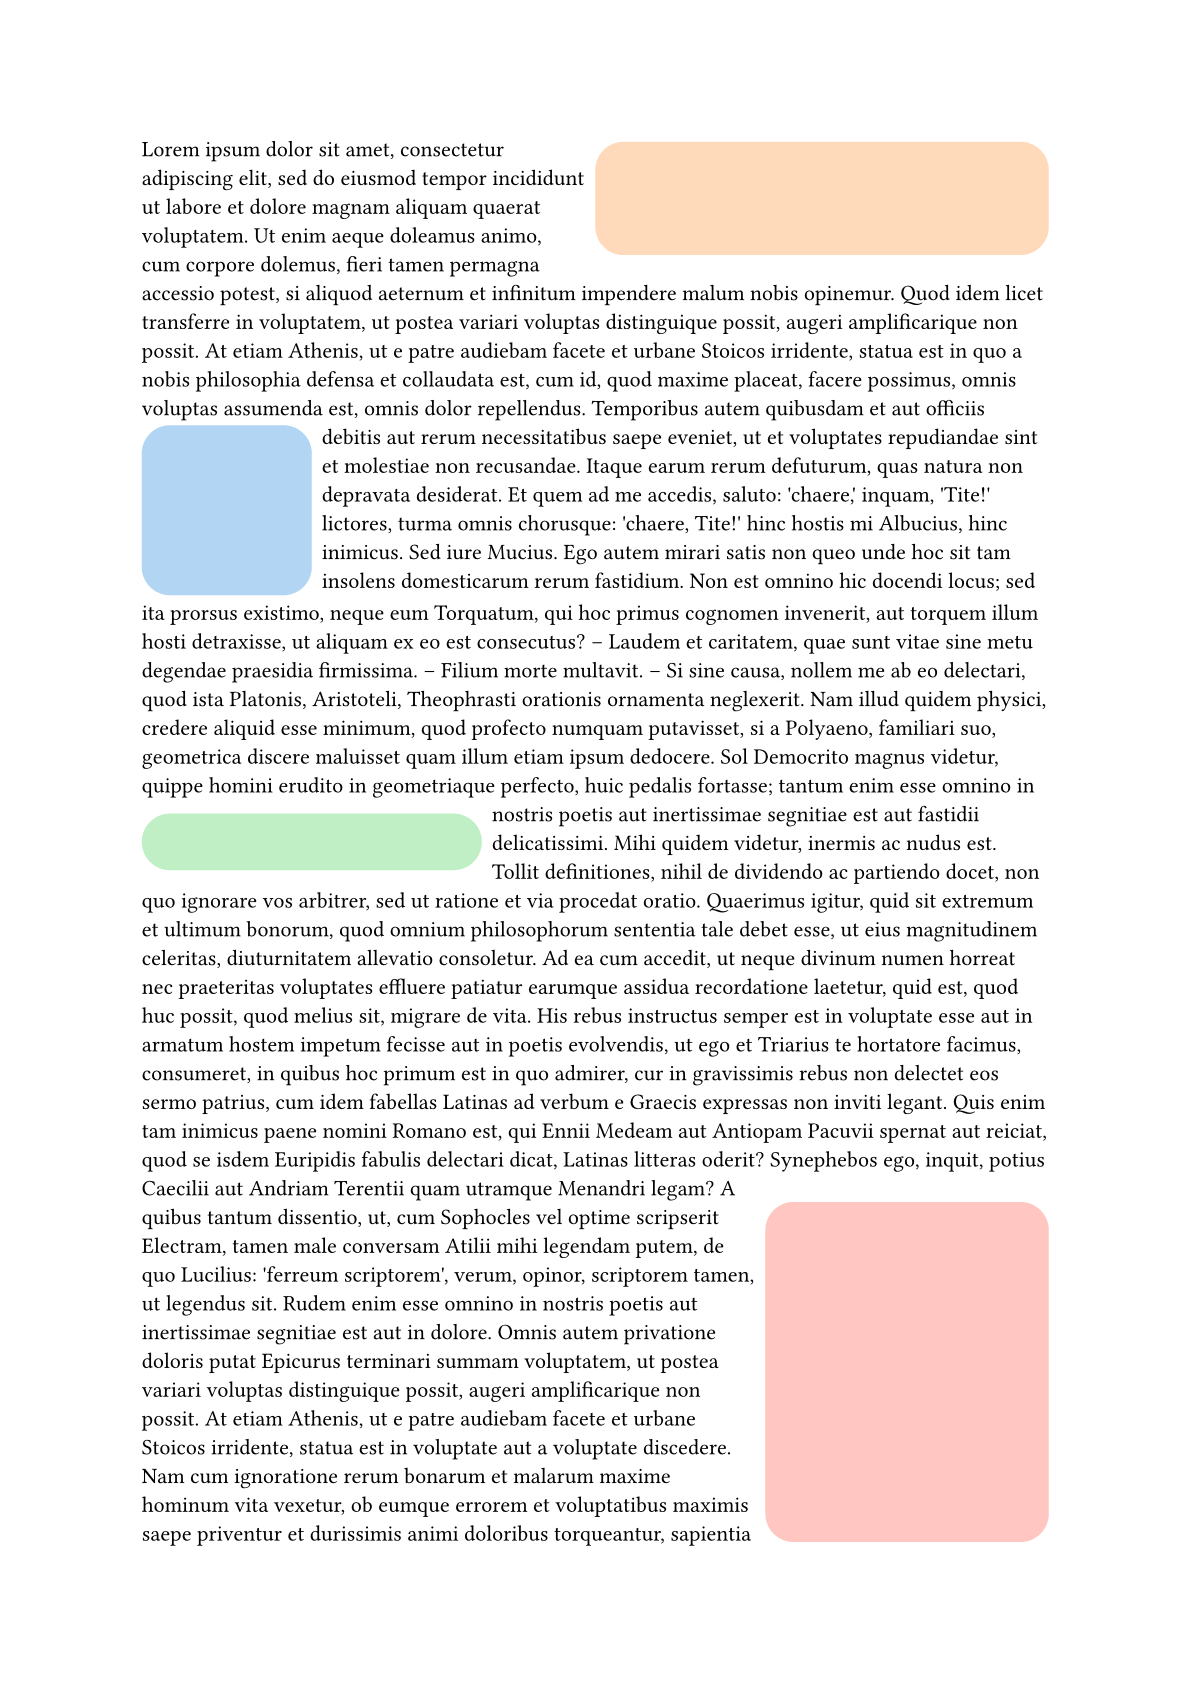 Lorem ipsum dolor sit amet, consectetur
adipiscing elit, sed do eiusmod tempor incididunt
ut labore et dolore magnam aliquam quaerat
voluptatem. Ut enim aeque doleamus animo,
cum corpore dolemus, fieri tamen permagna
accessio potest, si aliquod aeternum et infinitum impendere malum nobis opinemur. Quod idem licet
transferre in voluptatem, ut postea variari voluptas distinguique possit, augeri amplificarique non
possit. At etiam Athenis, ut e patre audiebam facete et urbane Stoicos irridente, statua est in quo a
nobis philosophia defensa et collaudata est, cum id, quod maxime placeat, facere possimus, omnis
voluptas assumenda est, omnis dolor repellendus. Temporibus autem quibusdam et aut officiis
debitis aut rerum necessitatibus saepe eveniet, ut et voluptates repudiandae sint
et molestiae non recusandae. Itaque earum rerum defuturum, quas natura non
depravata desiderat. Et quem ad me accedis, saluto: 'chaere,' inquam, 'Tite!'
lictores, turma omnis chorusque: 'chaere, Tite!' hinc hostis mi Albucius, hinc
inimicus. Sed iure Mucius. Ego autem mirari satis non queo unde hoc sit tam
insolens domesticarum rerum fastidium. Non est omnino hic docendi locus; sed
ita prorsus existimo, neque eum Torquatum, qui hoc primus cognomen invenerit, aut torquem illum
hosti detraxisse, ut aliquam ex eo est consecutus? – Laudem et caritatem, quae sunt vitae sine metu
degendae praesidia firmissima. – Filium morte multavit. – Si sine causa, nollem me ab eo delectari,
quod ista Platonis, Aristoteli, Theophrasti orationis ornamenta neglexerit. Nam illud quidem physici,
credere aliquid esse minimum, quod profecto numquam putavisset, si a Polyaeno, familiari suo,
geometrica discere maluisset quam illum etiam ipsum dedocere. Sol Democrito magnus videtur,
quippe homini erudito in geometriaque perfecto, huic pedalis fortasse; tantum enim esse omnino in
nostris poetis aut inertissimae segnitiae est aut fastidii
delicatissimi. Mihi quidem videtur, inermis ac nudus est.
Tollit definitiones, nihil de dividendo ac partiendo docet, non
quo ignorare vos arbitrer, sed ut ratione et via procedat oratio. Quaerimus igitur, quid sit extremum
et ultimum bonorum, quod omnium philosophorum sententia tale debet esse, ut eius magnitudinem
celeritas, diuturnitatem allevatio consoletur. Ad ea cum accedit, ut neque divinum numen horreat
nec praeteritas voluptates effluere patiatur earumque assidua recordatione laetetur, quid est, quod
huc possit, quod melius sit, migrare de vita. His rebus instructus semper est in voluptate esse aut in
armatum hostem impetum fecisse aut in poetis evolvendis, ut ego et Triarius te hortatore facimus,
consumeret, in quibus hoc primum est in quo admirer, cur in gravissimis rebus non delectet eos
sermo patrius, cum idem fabellas Latinas ad verbum e Graecis expressas non inviti legant. Quis enim
tam inimicus paene nomini Romano est, qui Ennii Medeam aut Antiopam Pacuvii spernat aut reiciat,
quod se isdem Euripidis fabulis delectari dicat, Latinas litteras oderit? Synephebos ego, inquit, potius
Caecilii aut Andriam Terentii quam utramque Menandri legam? A
quibus tantum dissentio, ut, cum Sophocles vel optime scripserit
Electram, tamen male conversam Atilii mihi legendam putem, de
quo Lucilius: 'ferreum scriptorem', verum, opinor, scriptorem tamen,
ut legendus sit. Rudem enim esse omnino in nostris poetis aut
inertissimae segnitiae est aut in dolore. Omnis autem privatione
doloris putat Epicurus terminari summam voluptatem, ut postea
variari voluptas distinguique possit, augeri amplificarique non
possit. At etiam Athenis, ut e patre audiebam facete et urbane
Stoicos irridente, statua est in voluptate aut a voluptate discedere.
Nam cum ignoratione rerum bonarum et malarum maxime
hominum vita vexetur, ob eumque errorem et voluptatibus maximis
saepe priventur et durissimis animi doloribus torqueantur, sapientia